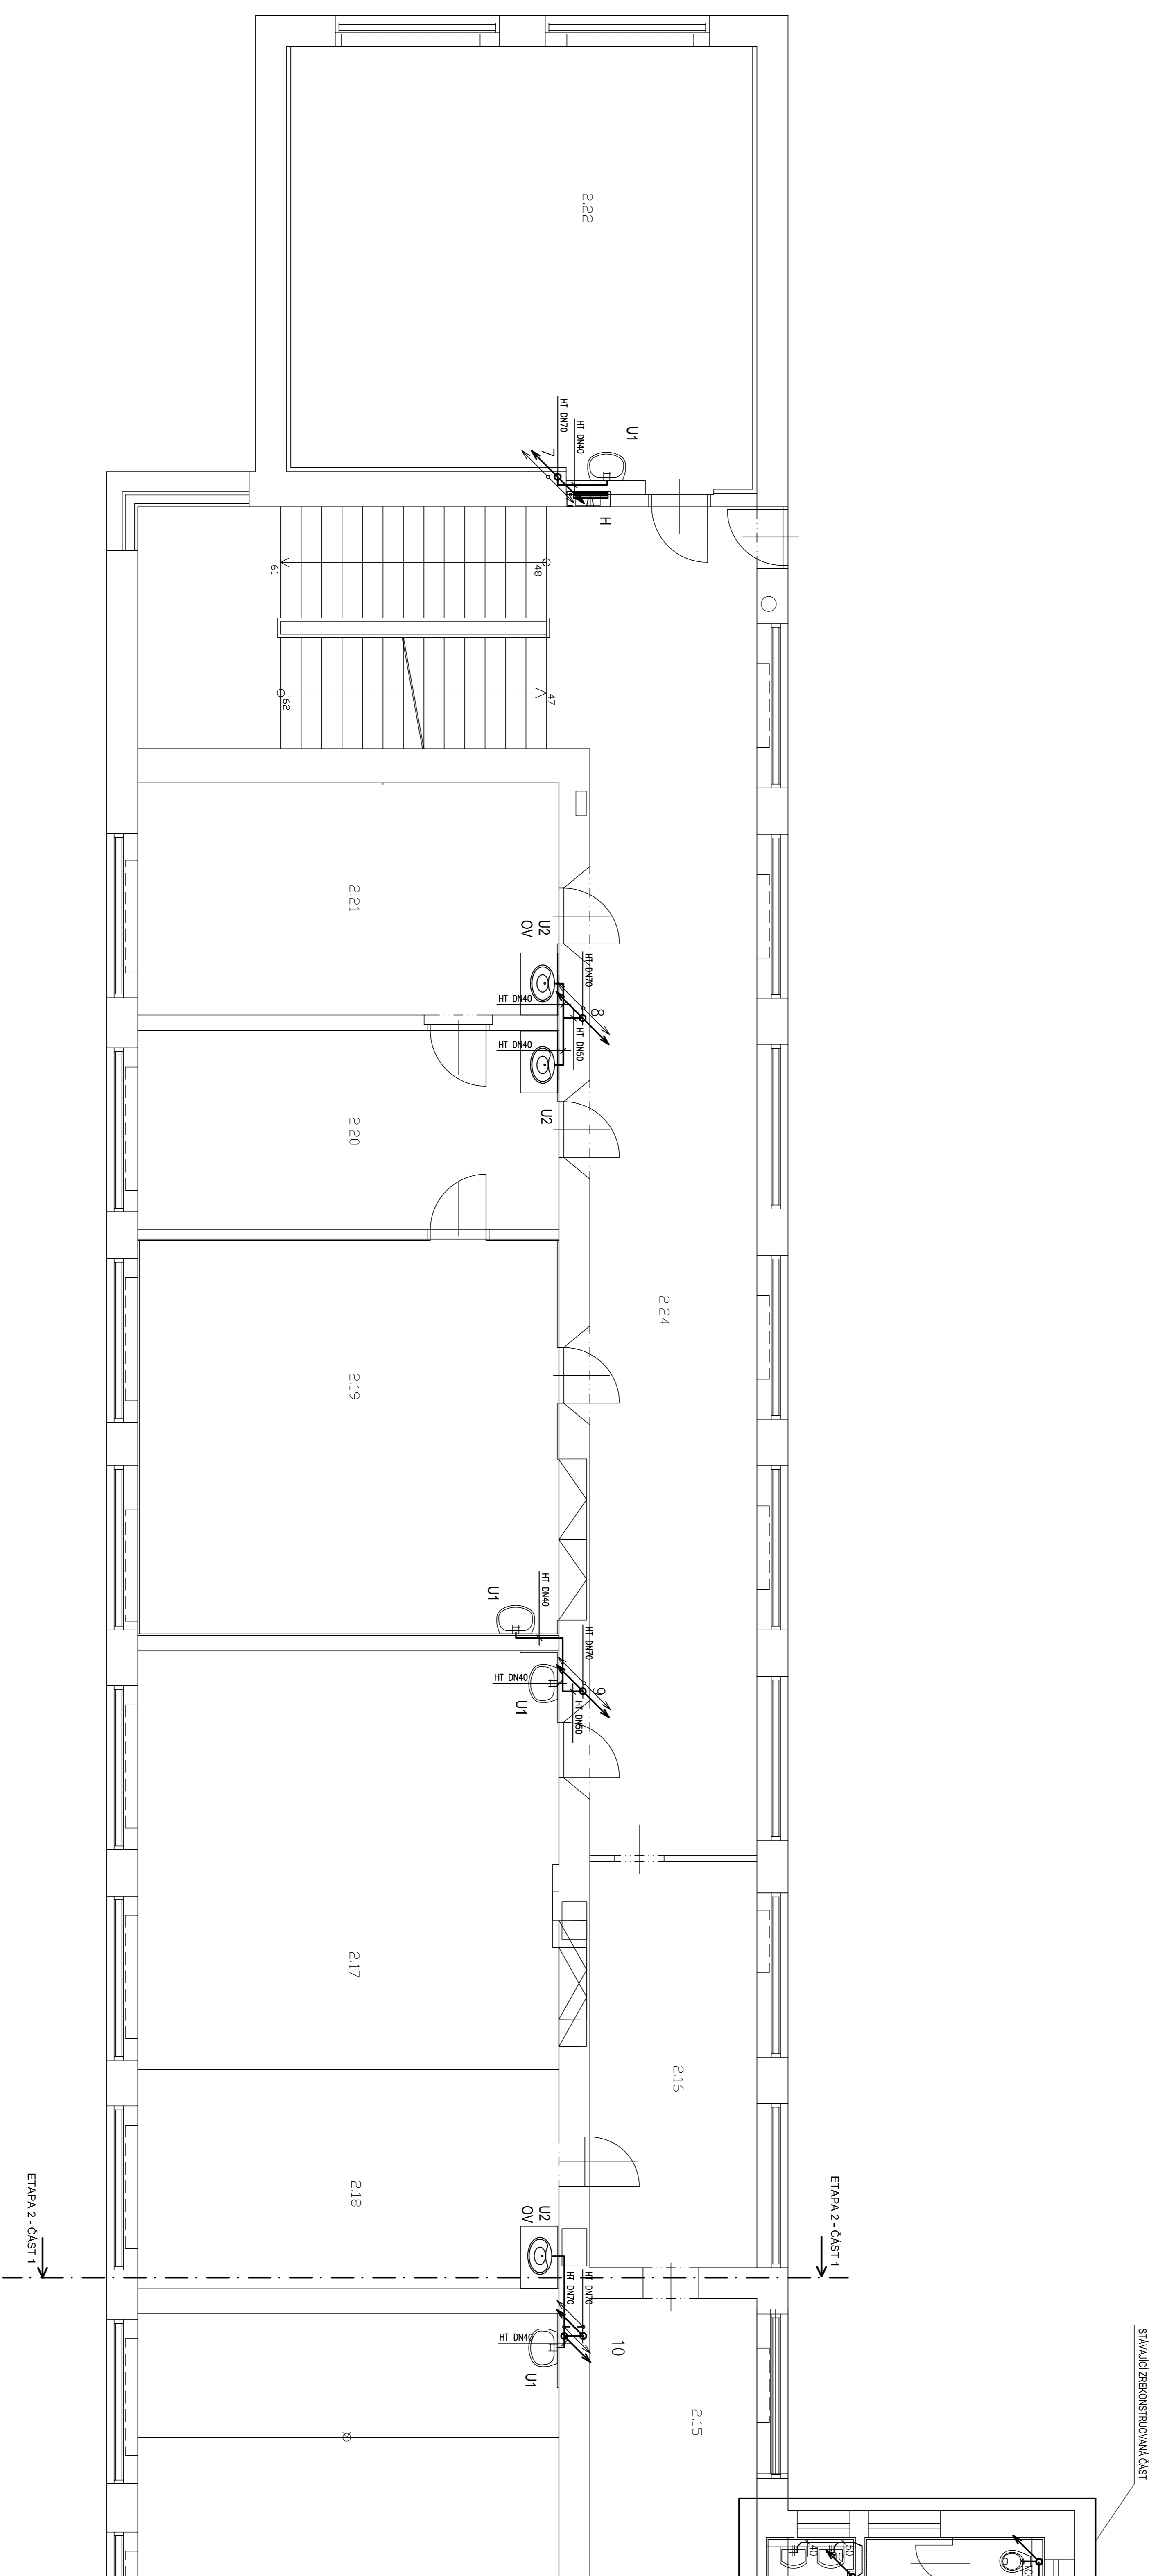 2.22
HT DN70
HT DN40
U1
7
H
61
48
62
47
2.21
U2
OV
HT DN70
HT DN40
8
HT DN50
HT DN40
2.20
U2
2.24
2.19
HT DN40
U1
HT DN70
HT DN40
9
HT DN50
U1
2.17
2.16
2.18
U2
OV
ETAPA 2 - ČÁST 1
ETAPA 2 - ČÁST 1
HT DN70
HT DN70
HT DN40
10
U1
2.15
STÁVAJÍCÍ ZREKONSTRUOVANÁ ČÁST
40
50